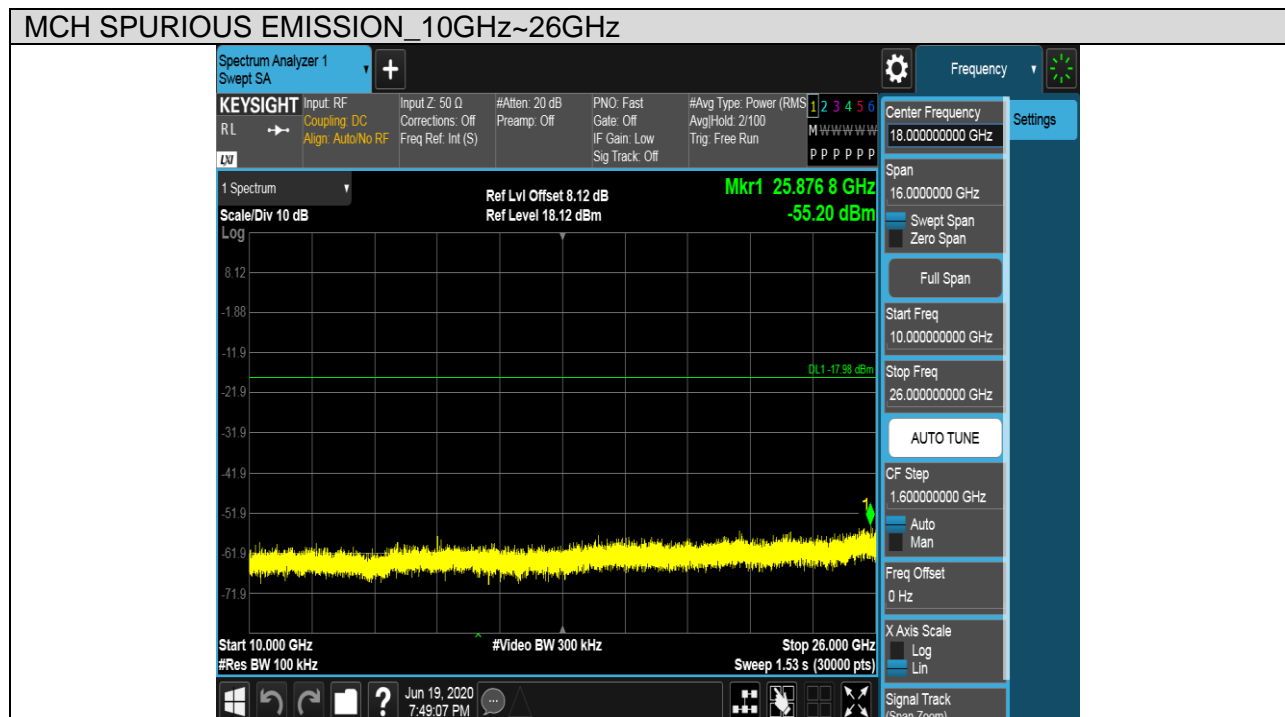 MCH SPURIOUS EMISSION_10GHz~26GHz
Spectrum Analyzer 1
Swept SA
+
Frequency
KEYSIGHT
RL
LXI
Input: RF
Coupling: DC
Align: Auto/No RF
Input Z: 50 Ω
Corrections: Off
Freq Ref: Int (S)
#Atten: 20 dB
Preamp: Off
PNO: Fast
Gate: Off
IF Gain: Low
Sig Track: Off
#Avg Type: Power (RMS
Avg|Hold: 2/100
Trig: Free Run
1 2 3 4 5 6
M W W W W W
P P P P P P
1 Spectrum
Scale/Div 10 dB
Ref Lvl Offset 8.12 dB
Ref Level 18.12 dBm
Mkr1 25.876 8 GHz
-55.20 dBm
Log
8.12
-1.88
-11.9
DL1 -17.98 dBm
-21.9
-31.9
-41.9
-51.9
1
-61.9
-71.9
Start 10.000 GHz
#Res BW 100 kHz
#Video BW 300 kHz
Stop 26.000 GHz
Sweep 1.53 s (30000 pts)
?
Jun 19, 2020
7:49:07 PM
Center Frequency
18.000000000 GHz
Settings
Span
16.0000000 GHz
Swept Span
Zero Span
Full Span
Start Freq
10.000000000 GHz
Stop Freq
26.000000000 GHz
AUTO TUNE
CF Step
1.600000000 GHz
Auto
Man
Freq Offset
0 Hz
X Axis Scale
Log
Lin
Signal Track
(Span Zoom)